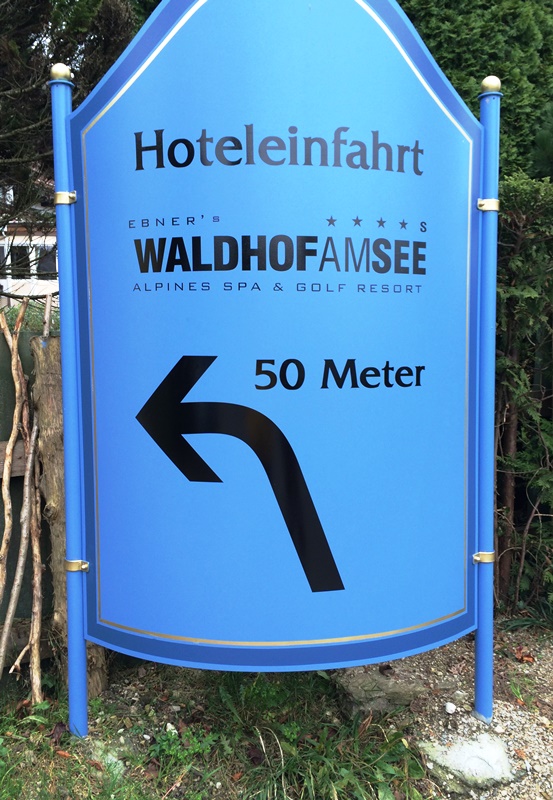 Hoteleinfahrt
EBNER's ★ ★ ★ ★ S
WALDHOFAMSEE
ALPINES SPA & GOLF RESORT
50 Meter